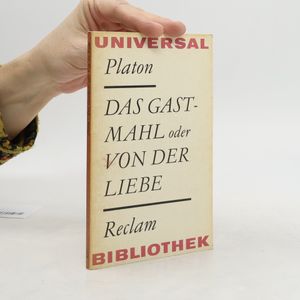 UNIVERSAL
Platon
DAS GAST-
MAHL oder
VON DER
LIEBE
Reclam
BIBLIOTHEK